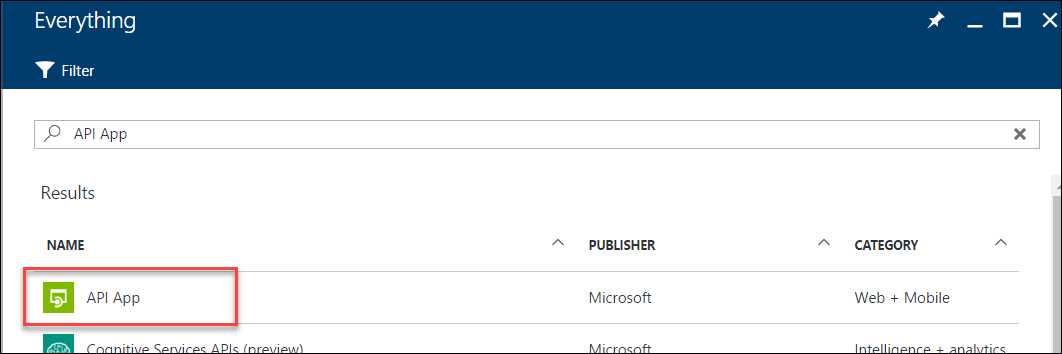 Everything
Filter
API App
Results
NAME PUBLISHER CATEGORY
API App Microsoft Web + Mobile
Cognitive Services APIs (preview) Microsoft Intelligence + analytics